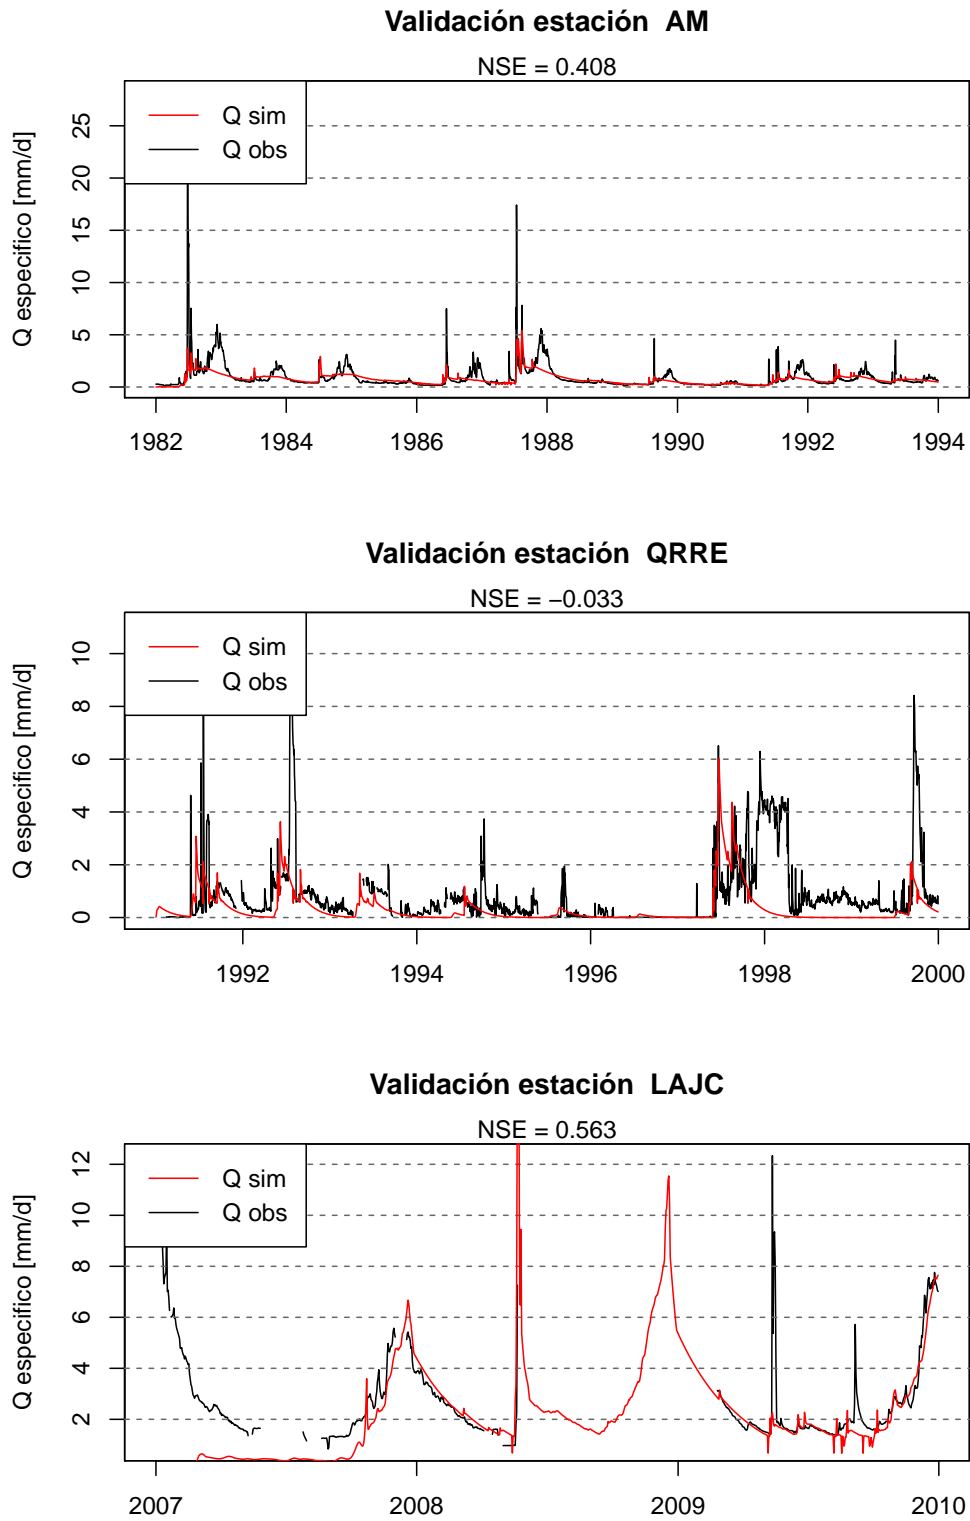 Validación estación  AM
NSE = 0.408
Q sim
Q obs
Q especifico [mm/d]
0
5
10
15
20
25
1982
1984
1986
1988
1990
1992
1994
Validación estación  QRRE
NSE = −0.033
Q sim
Q obs
Q especifico [mm/d]
0
2
4
6
8
10
1992
1994
1996
1998
2000
Validación estación  LAJC
NSE = 0.563
Q sim
Q obs
Q especifico [mm/d]
2
4
6
8
10
12
2007
2008
2009
2010